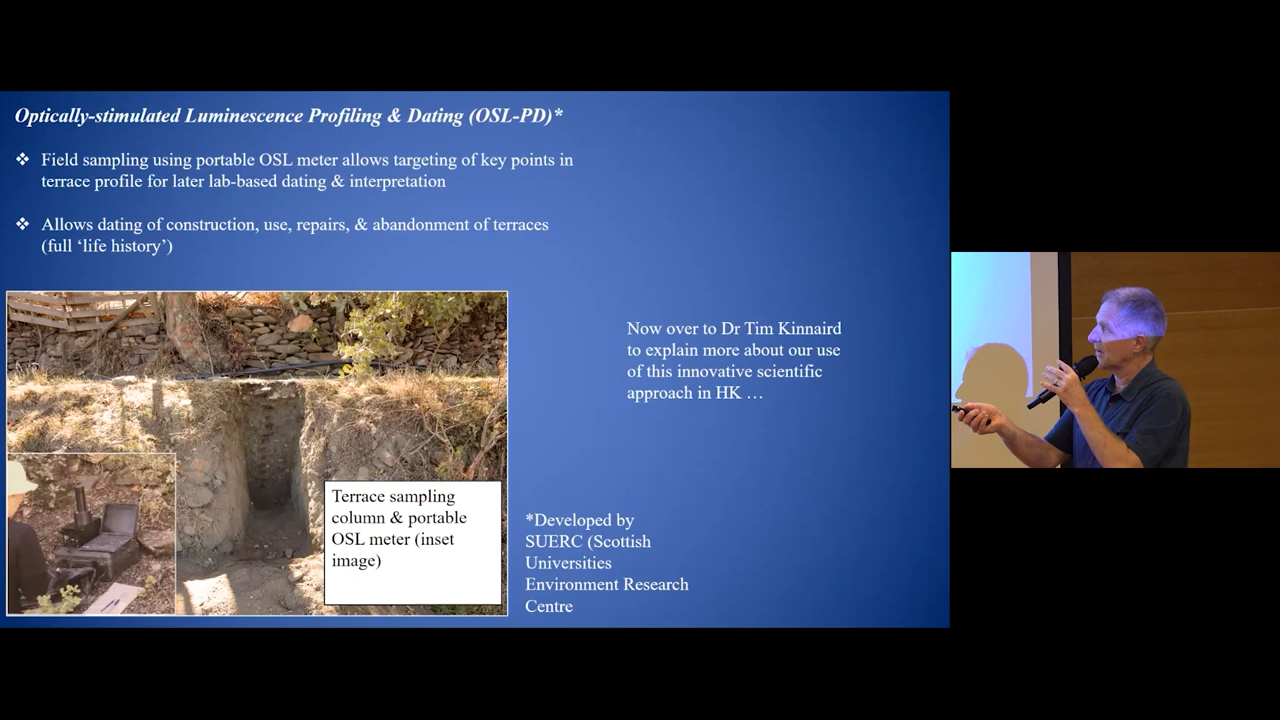 Optically-stimulated Luminescence Profiling & Dating (OSL-PD)*
❖ Field sampling using portable OSL meter allows targeting of key points in
terrace profile for later lab-based dating & interpretation
❖ Allows dating of construction, use, repairs, & abandonment of terraces
(full ‘life history’)
Now over to Dr Tim Kinnaird
to explain more about our use
of this innovative scientific
approach in HK …
Terrace sampling
column & portable
OSL meter (inset
image)
*Developed by
SUERC (Scottish
Universities
Environment Research
Centre